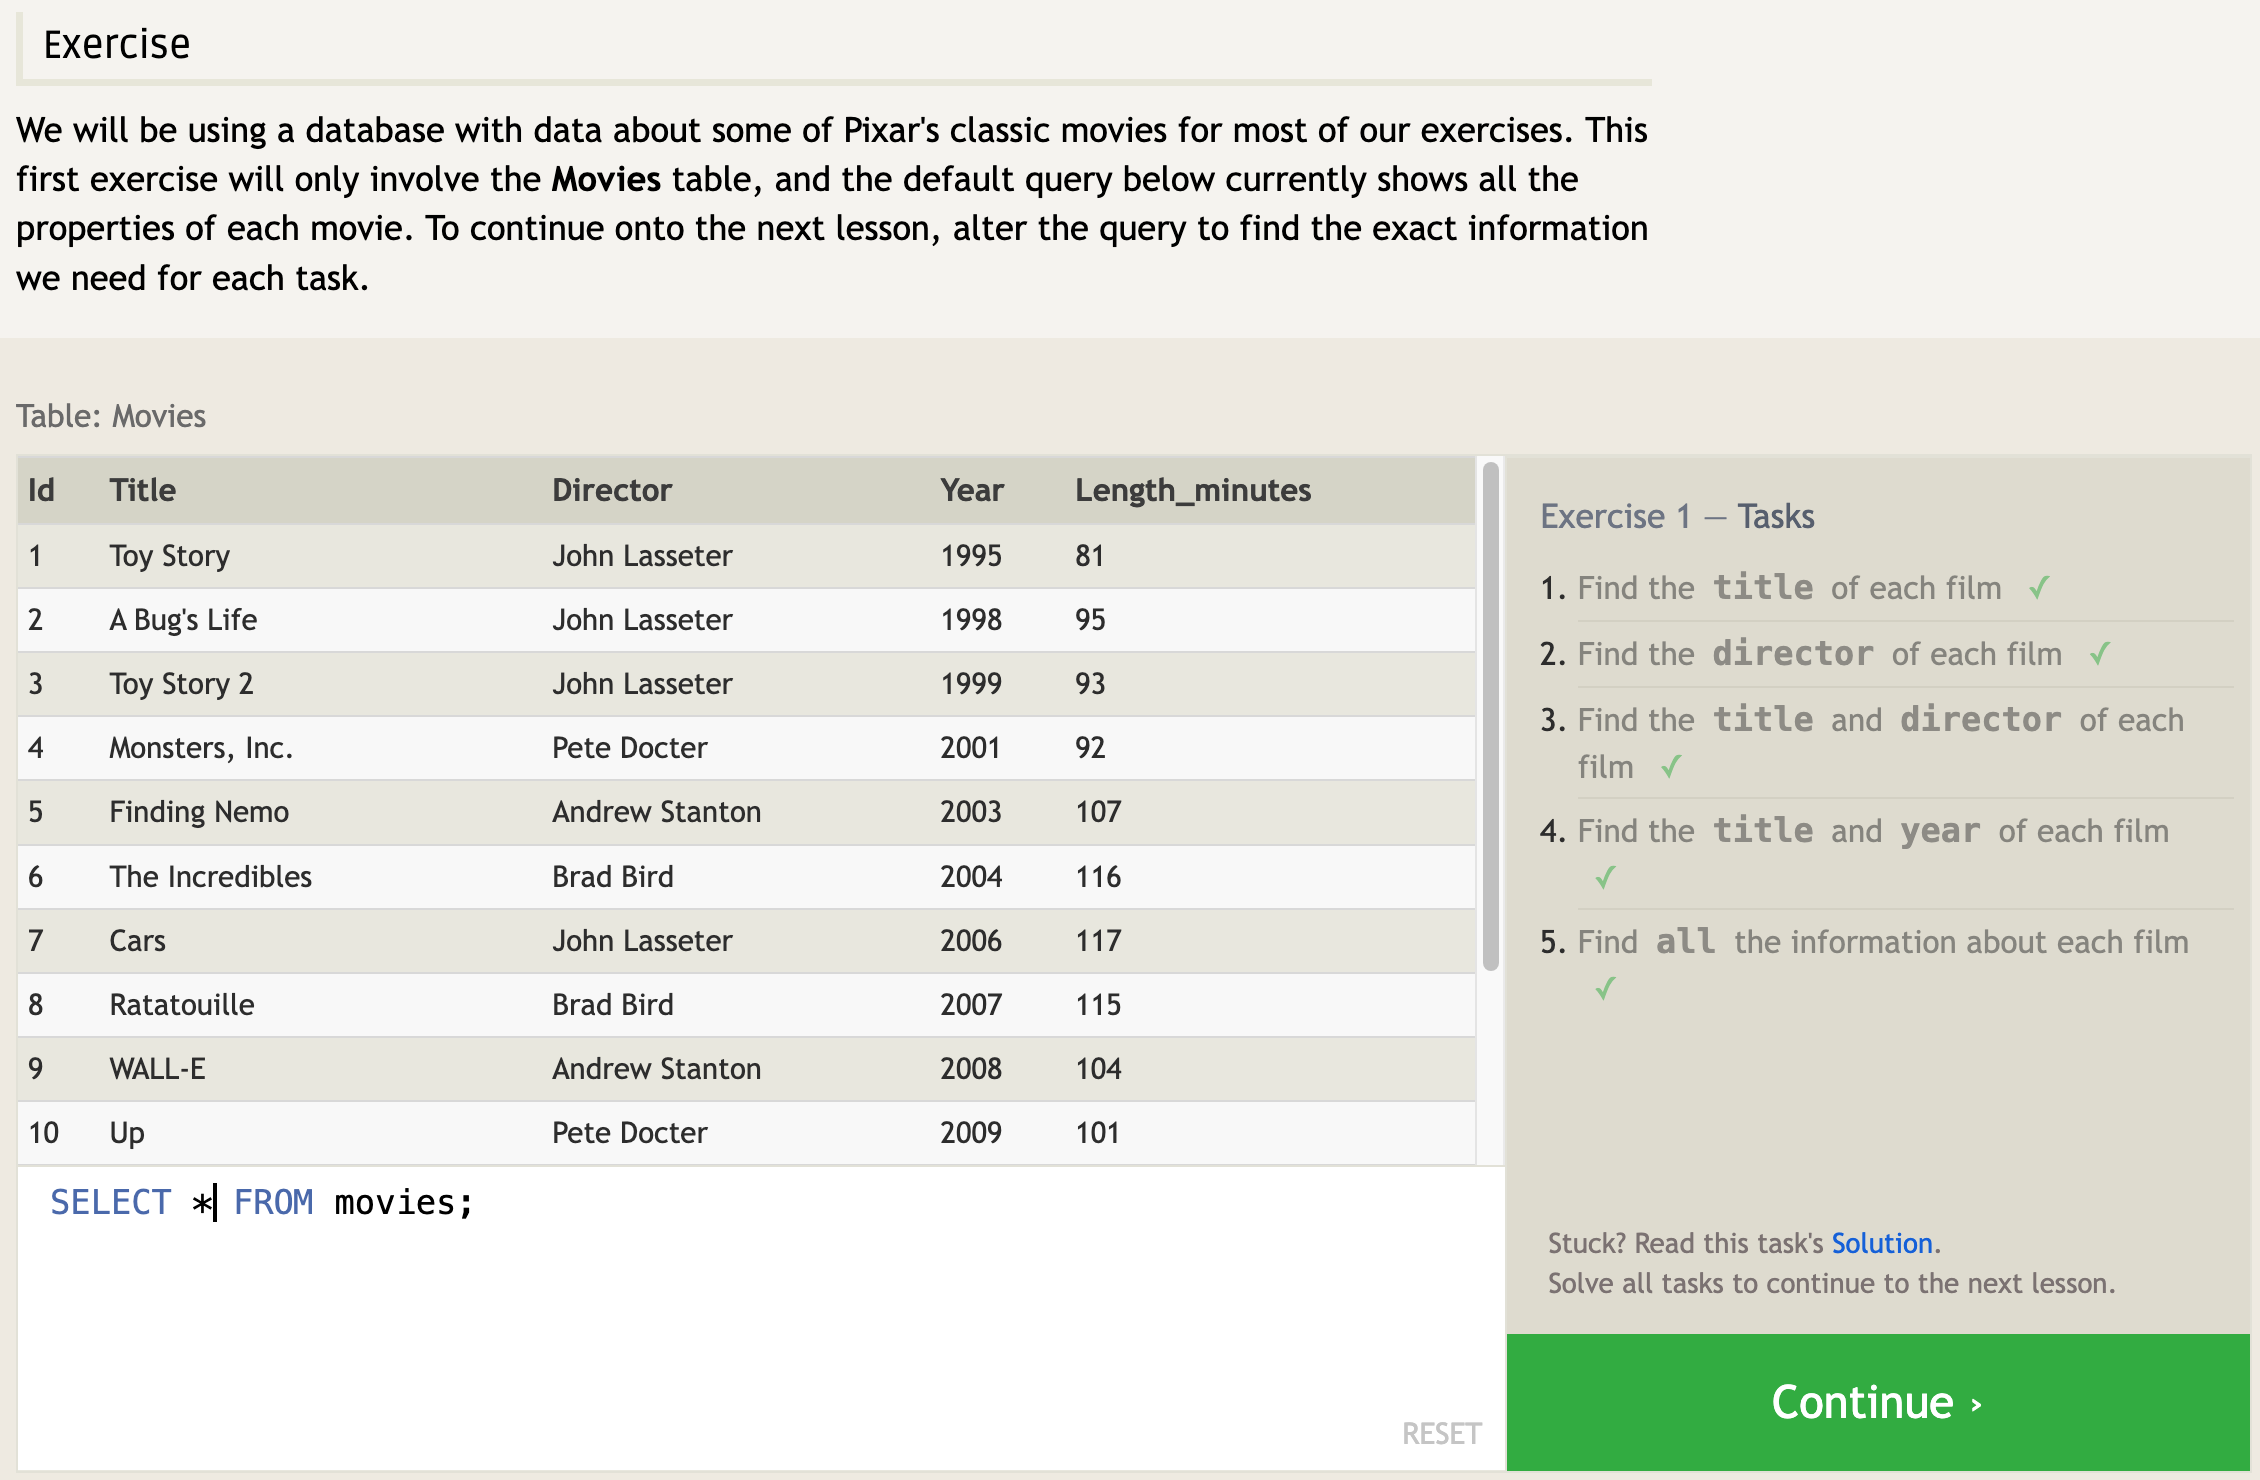 Exercise
We will be using a database with data about some of Pixar's classic movies for most of our exercises. This
first exercise will only involve the Movies table, and the default query below currently shows all the
properties of each movie. To continue onto the next lesson, alter the query to find the exact information
we need for each task.
Table: Movies
Id Title Director Year Length_minutes
1 Toy Story John Lasseter 1995 81
2 A Bug's Life John Lasseter 1998 95
3 Toy Story 2 John Lasseter 1999 93
4 Monsters, Inc. Pete Docter 2001 92
5 Finding Nemo Andrew Stanton 2003 107
6 The Incredibles Brad Bird 2004 116
7 Cars John Lasseter 2006 117
8 Ratatouille Brad Bird 2007 115
9 WALL-E Andrew Stanton 2008 104
10 Up Pete Docter 2009 101
SELECT * FROM movies;
RESET
Exercise 1 — Tasks
1. Find the title of each film ✓
2. Find the director of each film ✓
3. Find the title and director of each
film ✓
4. Find the title and year of each film
✓
5. Find all the information about each film
✓
Stuck? Read this task's Solution.
Solve all tasks to continue to the next lesson.
Continue ›